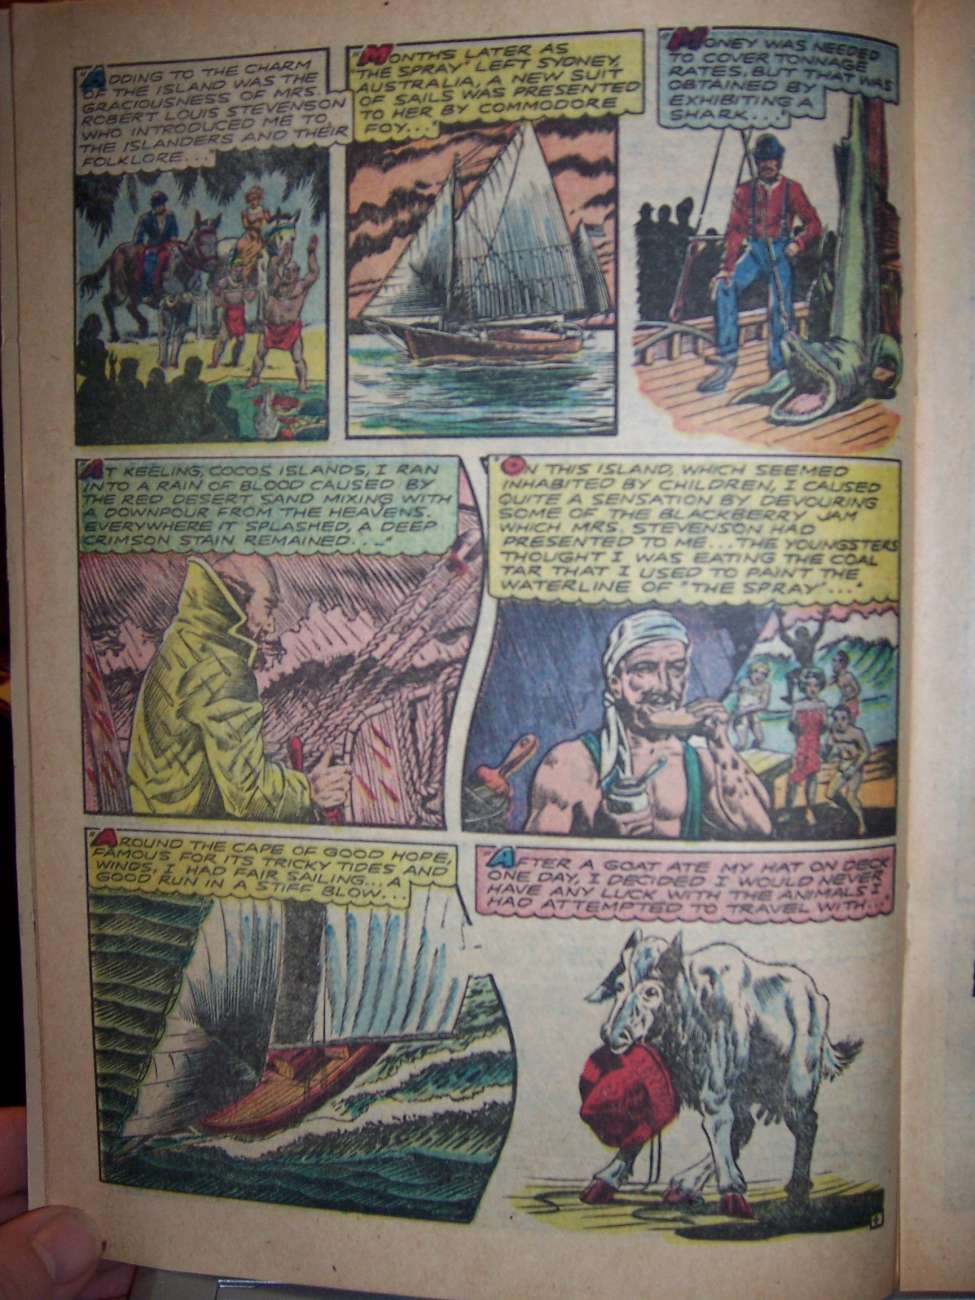 "ADDING TO THE CHARM
OF THE ISLAND WAS THE
GRACIOUSNESS OF MRS.
ROBERT LOUIS STEVENSON
WHO INTRODUCED ME TO
THE ISLANDERS AND THEIR
FOLKLORE..."
"MONTHS LATER AS
'THE SPRAY' LEFT SYDNEY,
AUSTRALIA, A NEW SUIT
OF SAILS WAS PRESENTED
TO HER BY COMMODORE
FOY..."
"MONEY WAS NEEDED
TO COVER TONNAGE
RATES, BUT THAT WAS
OBTAINED BY
EXHIBITING A
SHARK..."
"AT KEELING, COCOS ISLANDS, I RAN
INTO A RAIN OF BLOOD CAUSED BY
THE RED DESERT SAND MIXING WITH
A DOWNPOUR FROM THE HEAVENS.
EVERYWHERE IT SPLASHED, A DEEP
CRIMSON STAIN REMAINED...."
"ON THIS ISLAND, WHICH SEEMED
INHABITED BY CHILDREN, I CAUSED
QUITE A SENSATION BY DEVOURING
SOME OF THE BLACKBERRY JAM
WHICH MRS. STEVENSON HAD
PRESENTED TO ME... THE YOUNGSTERS
THOUGHT I WAS EATING THE COAL
TAR THAT I USED TO PAINT THE
WATERLINE OF "THE SPRAY'..."
"AROUND THE CAPE OF GOOD HOPE,
FAMOUS FOR ITS TRICKY TIDES AND
WINDS, I HAD FAIR SAILING... A
GOOD RUN IN A STIFF BLOW..."
"AFTER A GOAT ATE MY HAT ON DECK
ONE DAY, I DECIDED I WOULD NEVER
HAVE ANY LUCK WITH THE ANIMALS I
HAD ATTEMPTED TO TRAVEL WITH..."